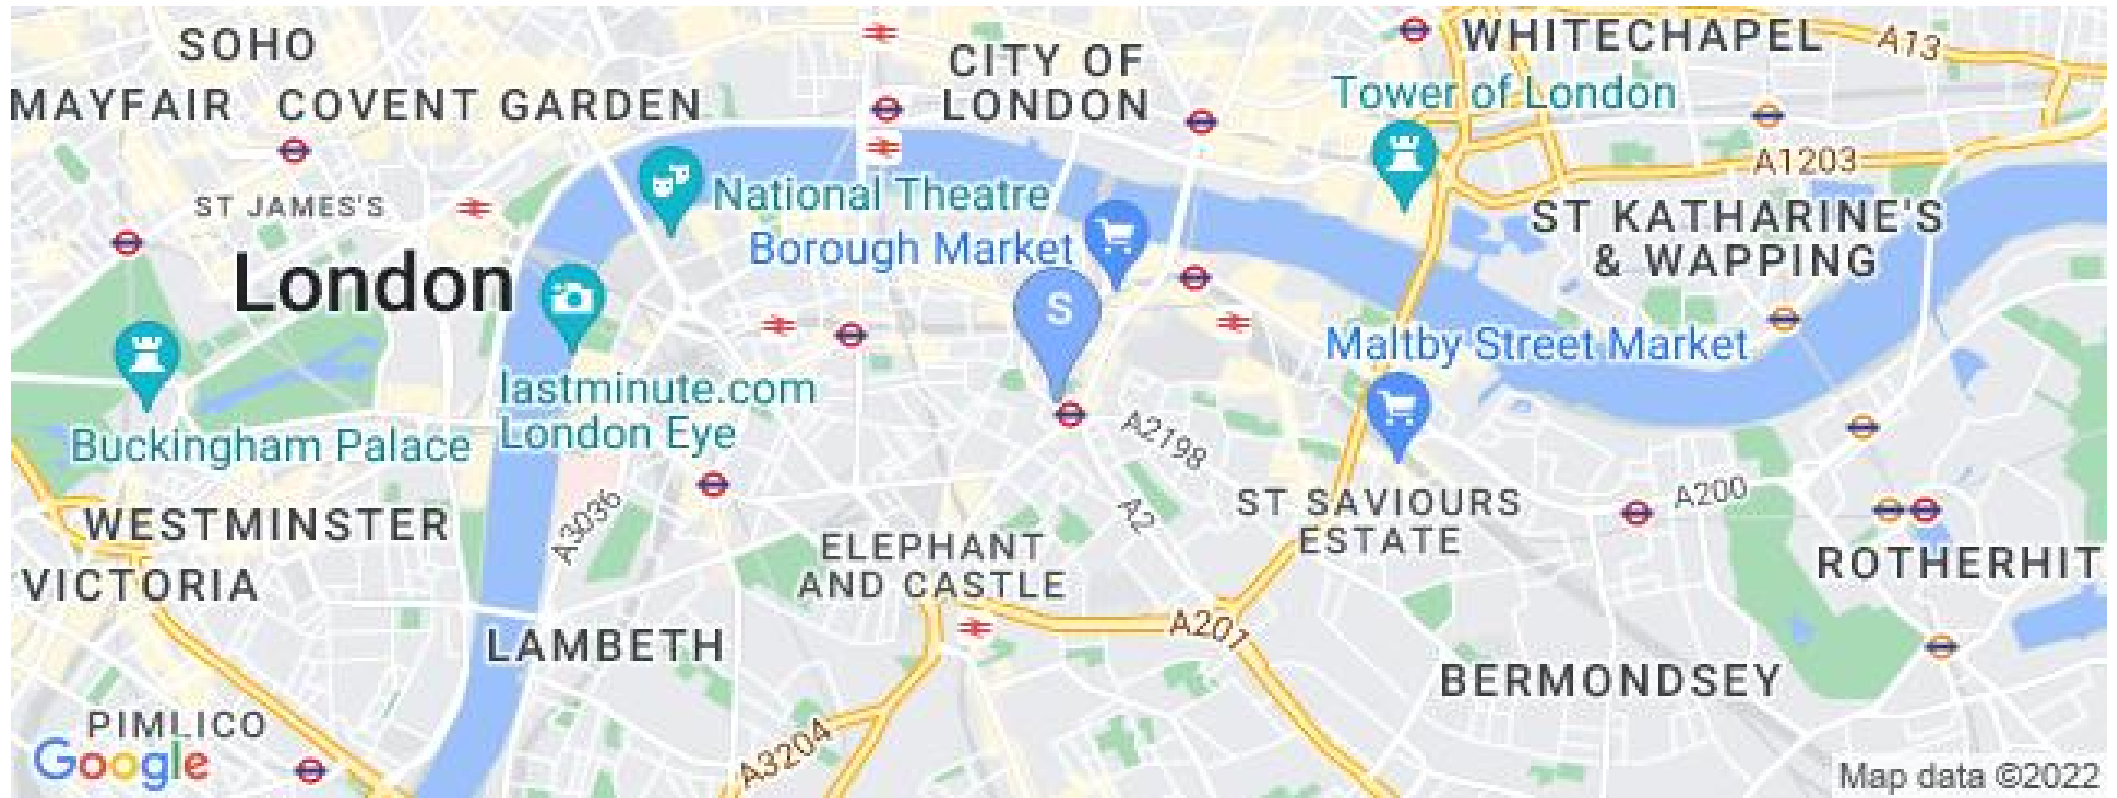 SOHO
CITY OF
LONDON
WHITECHAPEL
A13
MAYFAIR
COVENT GARDEN
Tower of London
A1203
ST JAMES'S
National Theatre
Borough Market
ST KATHARINE'S
& WAPPING
London
S
Maltby Street Market
lastminute.com
London Eye
Buckingham Palace
A2198
A200
A2
A3036
ST SAVIOURS
ESTATE
WESTMINSTER
ELEPHANT
AND CASTLE
ROTHERHIT
VICTORIA
A201
LAMBETH
BERMONDSEY
PIMLICO
A3204
Google
Map data ©2022